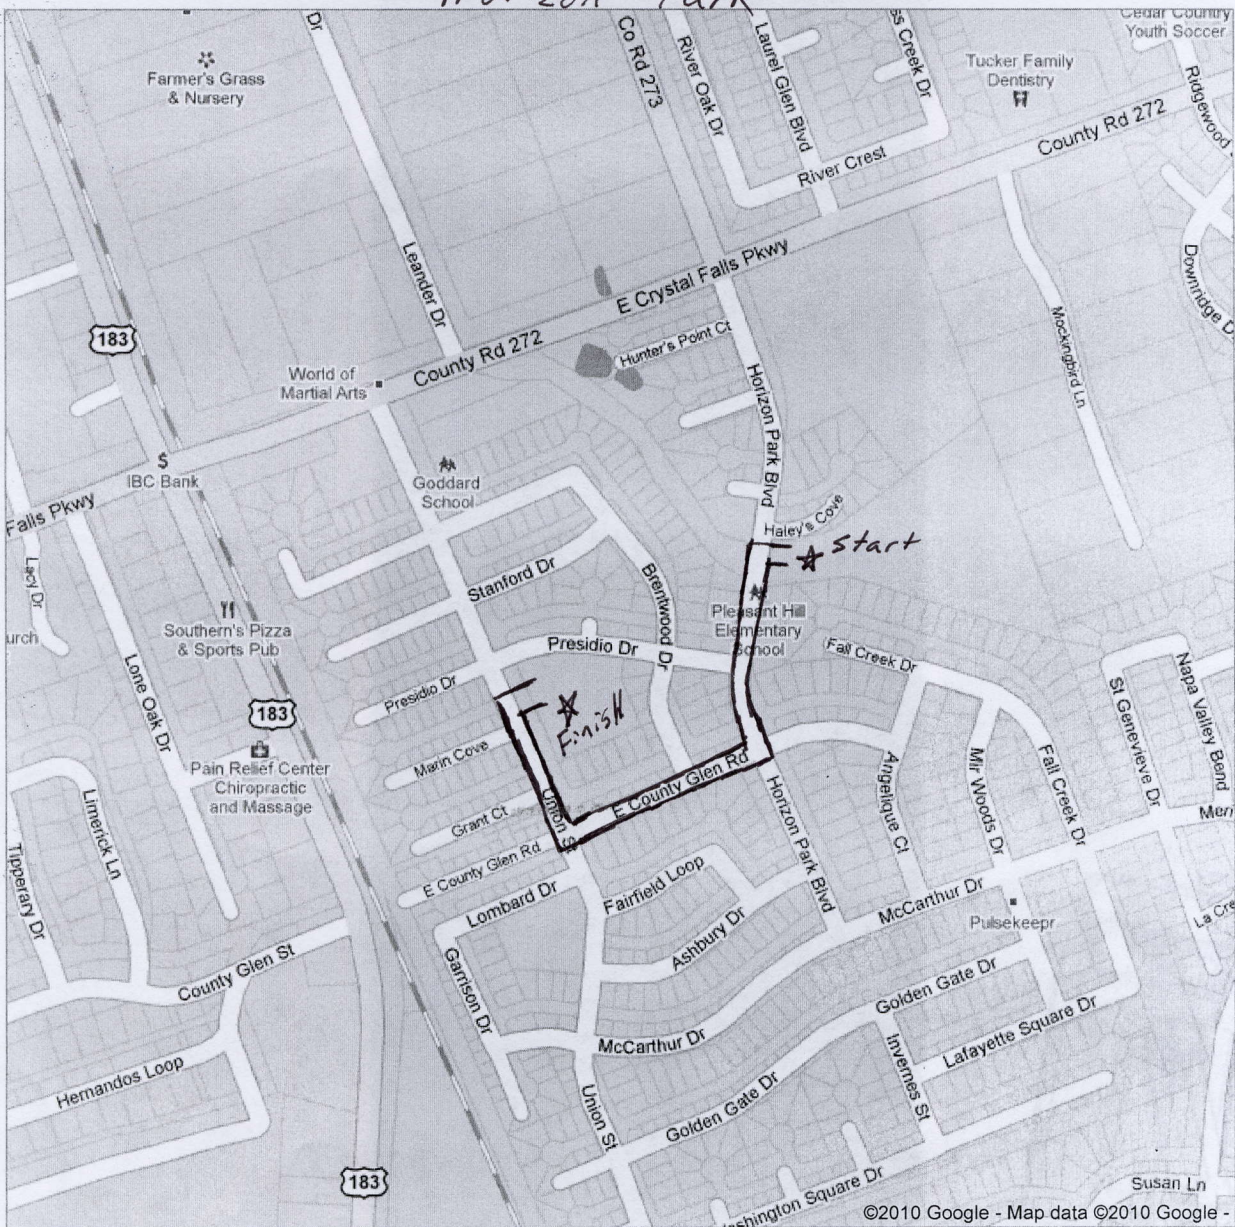 Horizon Park
Dr
Co Rd 273
River Oak Dr
Laurel Glen Blvd
ss Creek Dr
Cedar Country
Youth Soccer
Farmer's Grass
& Nursery
Tucker Family
Dentistry
Ridgewood
County Rd 272
River Crest
Leander Dr
E Crystal Falls Pkwy
Downridge D
183
Hunter's Point Ct
Mockingbird Ln
County Rd 272
World of
Martial Arts
Horizon Park Blvd
$
IBC Bank
Goddard
School
Falls Pkwy
Haley's Cove
Start
Lacy Dr
Stanford Dr
Brentwood Dr
Pleasant Hill
Elementary
School
urch
Southern's Pizza
& Sports Pub
Presidio Dr
Fall Creek Dr
Lone Oak Dr
Presidio Dr
Finish
St Genevieve Dr
Napa Valley Bend
183
Marin Cove
Pain Relief Center
Chiropractic
and Massage
E County Glen Rd
Angelique Ct
Mir Woods Dr
Fall Creek Dr
Limerick Ln
Grant Ct
Union St
Horizon Park Blvd
Men
Tipperary Dr
E County Glen Rd
Lombard Dr
Fairfield Loop
McCarthur Dr
Pulsekeepr
La Cre
Ashbury Dr
County Glen St
Garrison Dr
Golden Gate Dr
McCarthur Dr
Invernes St
Lafayette Square Dr
Hernandos Loop
Golden Gate Dr
Union St
183
ashington Square Dr
Susan Ln
©2010 Google - Map data ©2010 Google -